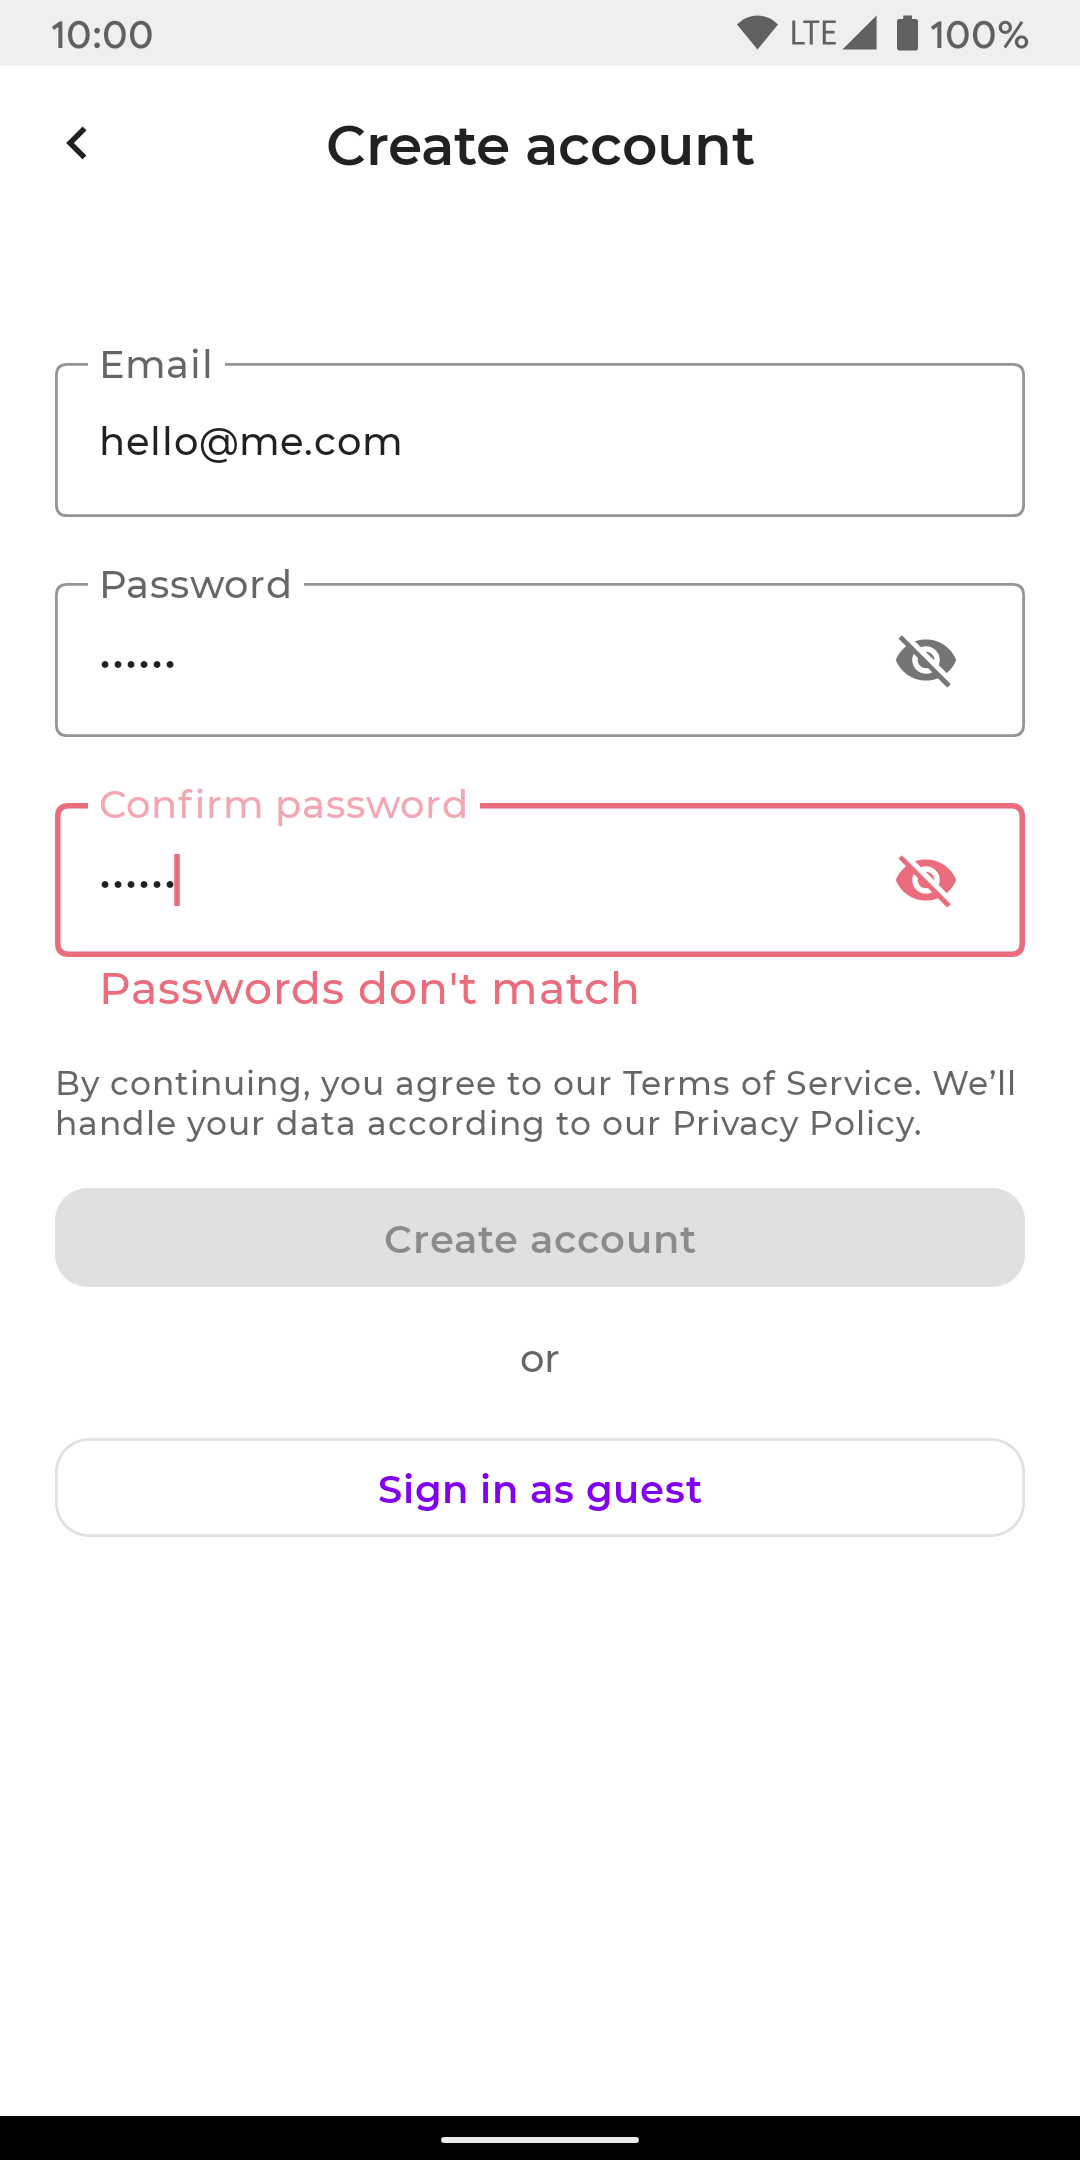 10:00 LTE 100%
Create account
Email
hello@me.com
Password
••••••
Confirm password
••••••
Passwords don't match
By continuing, you agree to our Terms of Service. We’ll
handle your data according to our Privacy Policy.
Create account
or
Sign in as guest